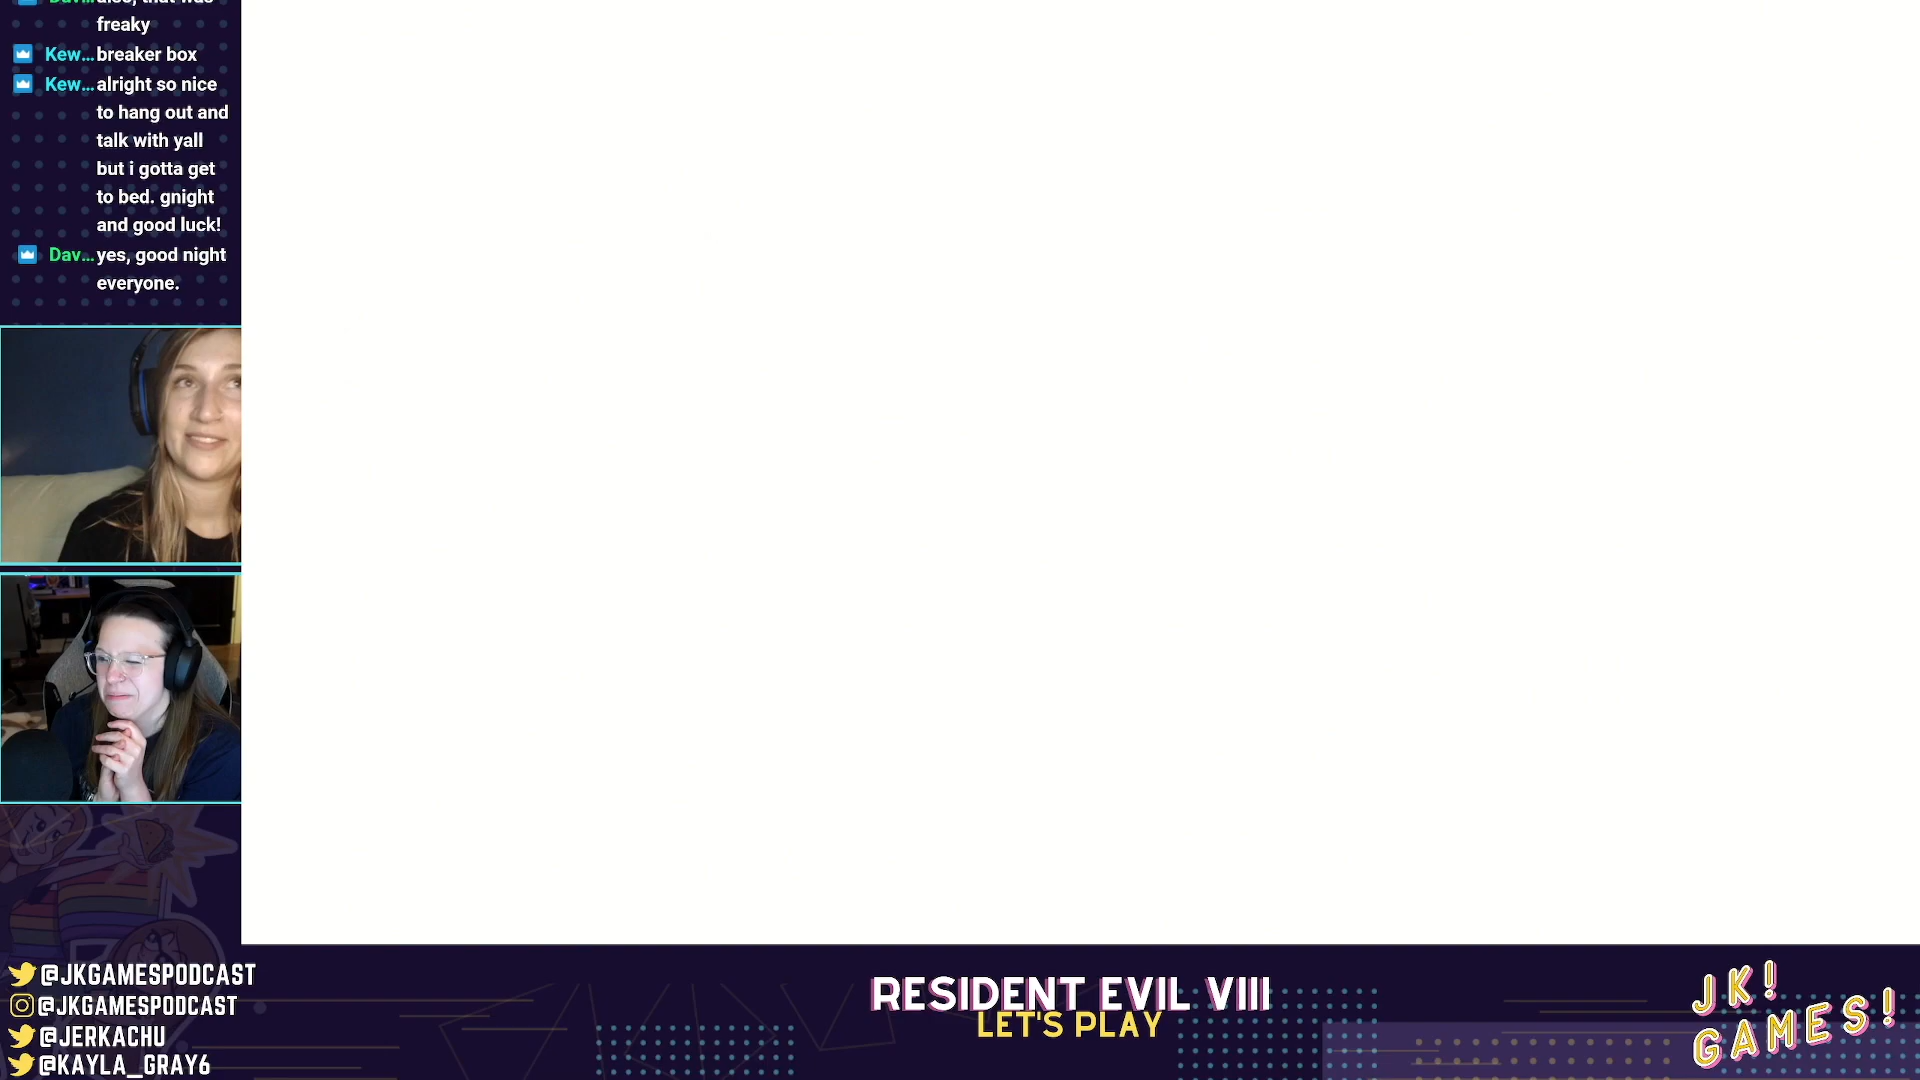 freaky
Kew... breaker box
Kew... alright so nice
to hang out and
talk with yall
but i gotta get
to bed. gnight
and good luck!
Dav... yes, good night
everyone.
@JKGAMESPODCAST
@JKGAMESPODCAST
@JERKACHU
@KAYLA_GRAY6
RESIDENT EVIL VIII
LET'S PLAY
JK!
GAMES!